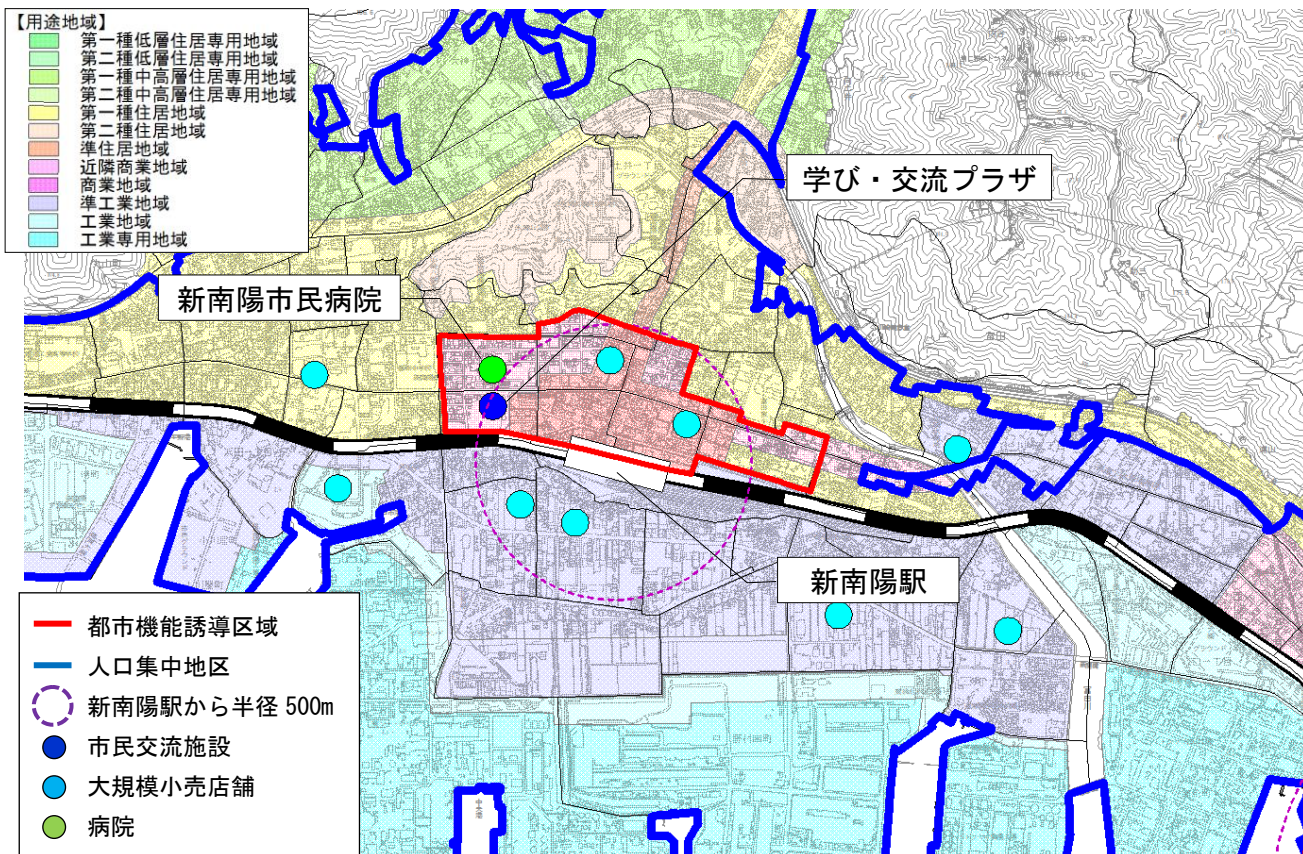 【用途地域】
第一種低層住居専用地域
第二種低層住居専用地域
第一種中高層住居専用地域
第二種中高層住居専用地域
第一種住居地域
第二種住居地域
準住居地域
近隣商業地域
商業地域
準工業地域
工業地域
工業専用地域
学び・交流プラザ
新南陽市民病院
新南陽駅
都市機能誘導区域
人口集中地区
新南陽駅から半径 500m
市民交流施設
大規模小売店舗
病院